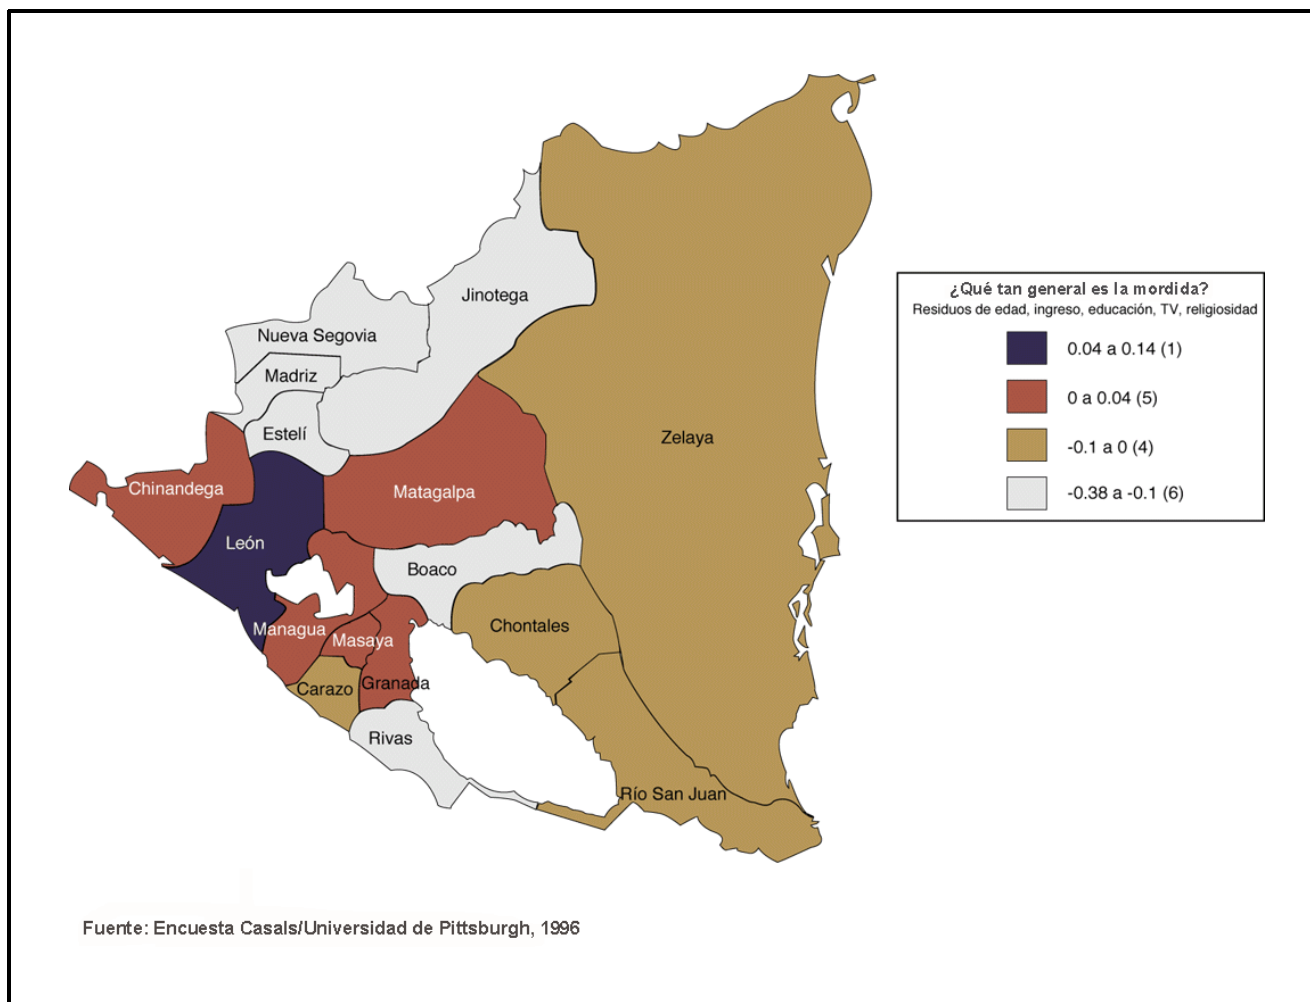 Jinotega
Nueva Segovia
Madriz
Estelí
Chinandega
Matagalpa
Zelaya
León
Boaco
Managua
Masaya
Chontales
Carazo
Granada
Rivas
Río San Juan
¿Qué tan general es la mordida?
Residuos de edad, ingreso, educación, TV, religiosidad
0.04 a 0.14 (1)
0 a 0.04 (5)
-0.1 a 0 (4)
-0.38 a -0.1 (6)
Fuente: Encuesta Casals/Universidad de Pittsburgh, 1996